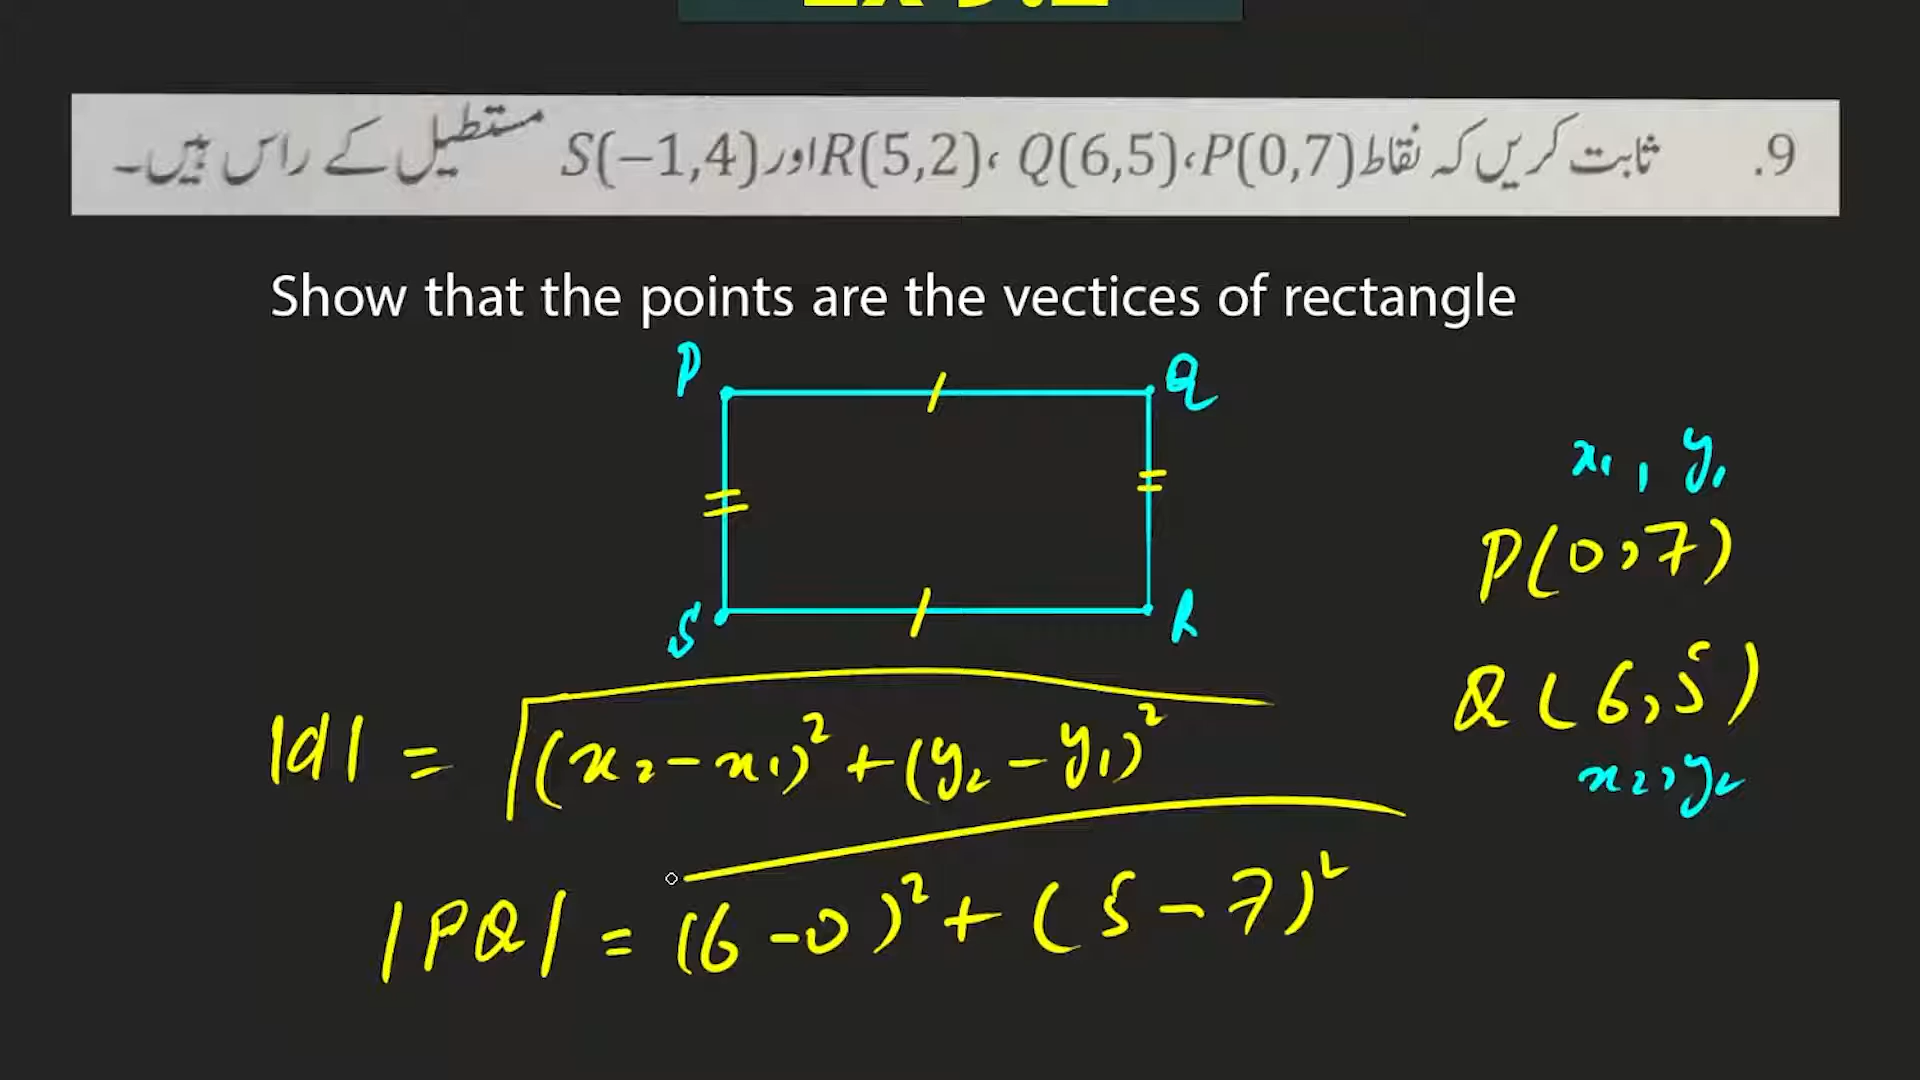 9. ثابت کریں کہ نقاط P(0,7)، Q(6,5)، R(5,2) اور S(−1,4) مستطیل کے راس ہیں۔
Show that the points are the vectices of rectangle
P
Q
S
R
x₁, y₁
P(0,7)
Q(6,5)
x₂, y₂
|d| = √(x₂−x₁)²+(y₂−y₁)²
|PQ| = (6−0)²+(5−7)²